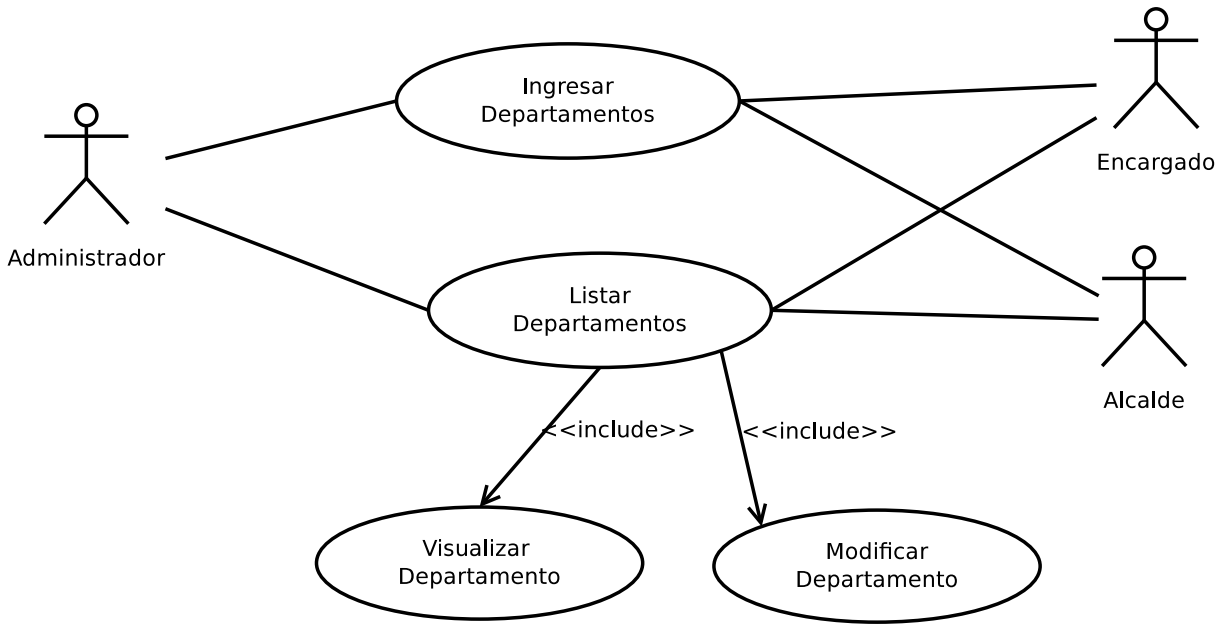 Ingresar
Departamentos
Encargado
Administrador
Listar
Departamentos
Alcalde
<<include>>
<<include>>
Visualizar
Departamento
Modificar
Departamento